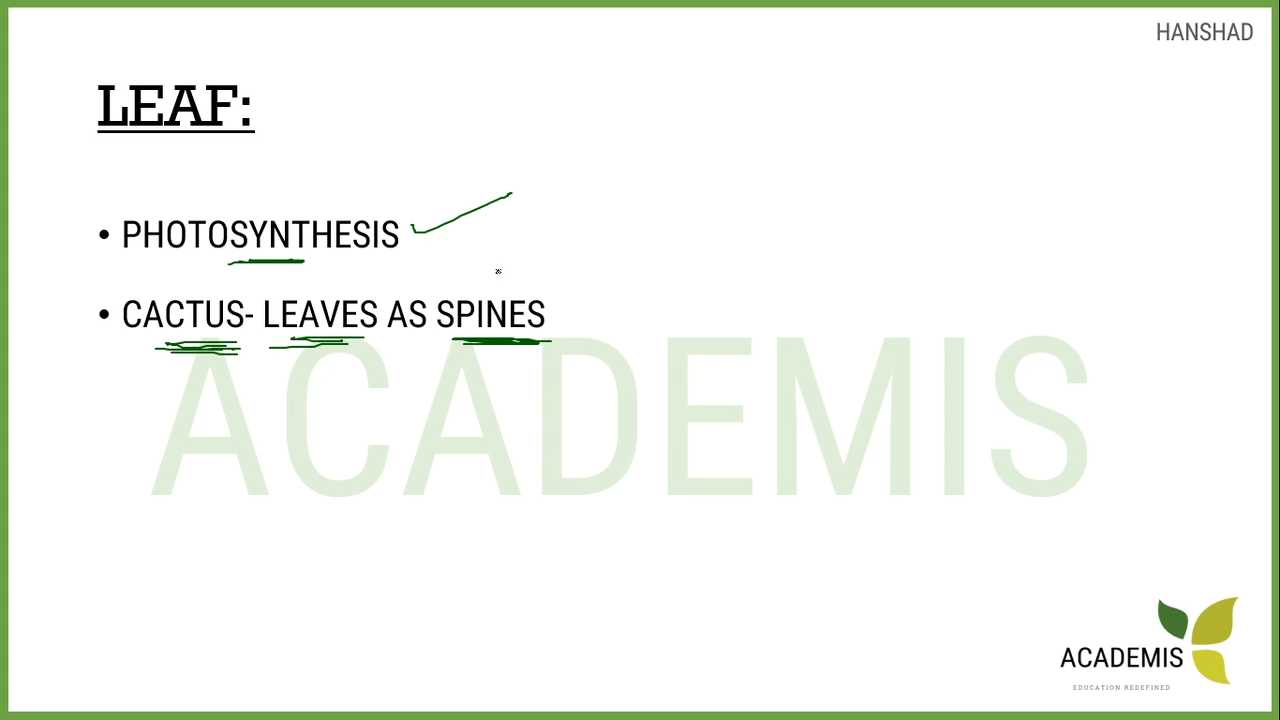 HANSHAD
LEAF:
• PHOTOSYNTHESIS
• CACTUS- LEAVES AS SPINES
ACADEMIS
ACADEMIS
EDUCATION REDEFINED